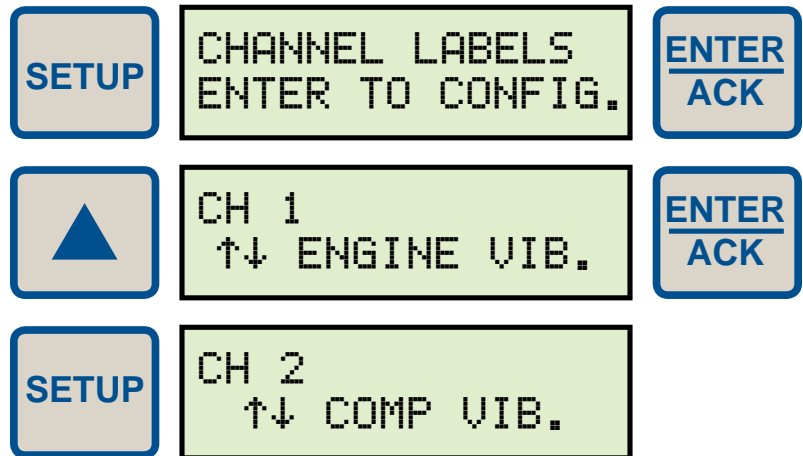 SETUP
CHANNEL LABELS
ENTER TO CONFIG.
ENTER
ACK
CH 1
↑↓ ENGINE VIB.
ENTER
ACK
SETUP
CH 2
↑↓ COMP VIB.